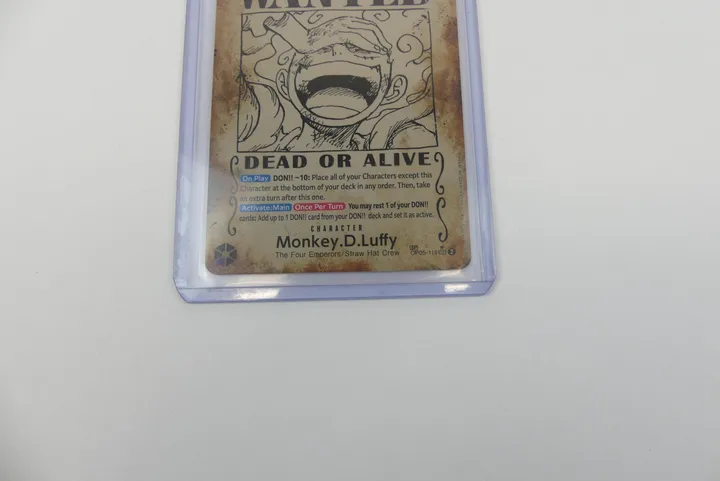 WANTED
DEAD OR ALIVE
On Play DON!! −10: Place all of your Characters except this
Character at the bottom of your deck in any order. Then, take
an extra turn after this one.
Activate: Main Once Per Turn You may rest 1 of your DON!!
cards: Add up to 1 DON!! card from your DON!! deck and set it as active.
CHARACTER
Monkey.D.Luffy
The Four Emperors/Straw Hat Crew